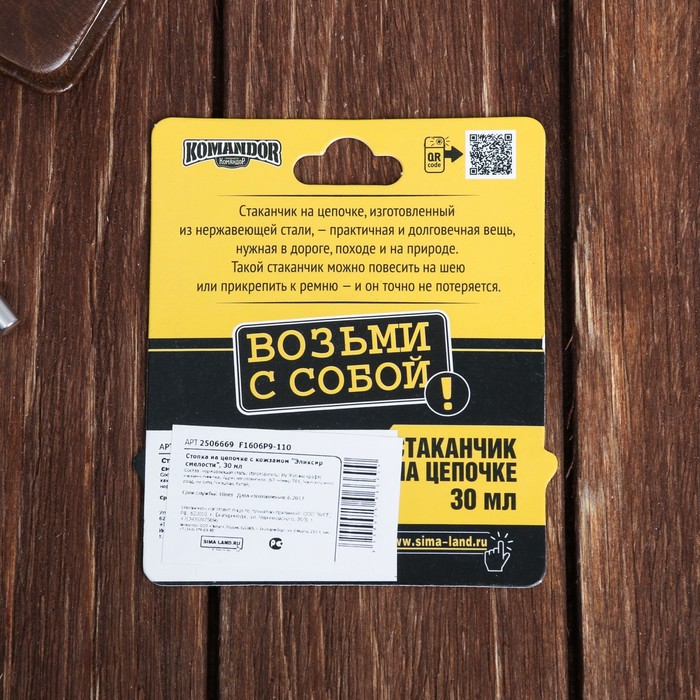 KOMANDOR
КОМАНДОР
QR
code
Стаканчик на цепочке, изготовленный
из нержавеющей стали, — практичная и долговечная вещь,
нужная в дороге, походе и на природе.
Такой стаканчик можно повесить на шею
или прикрепить к ремню — и он точно не потеряется.
ВОЗЬМИ
С СОБОЙ
!
АРТ 2506669 F1606P9-110
Стопка на цепочке с кожзамом "Эликсир
смелости", 30 мл
SIMA-LAND.RU
СТАКАНЧИК
НА ЦЕПОЧКЕ
30 МЛ
www.sima-land.ru